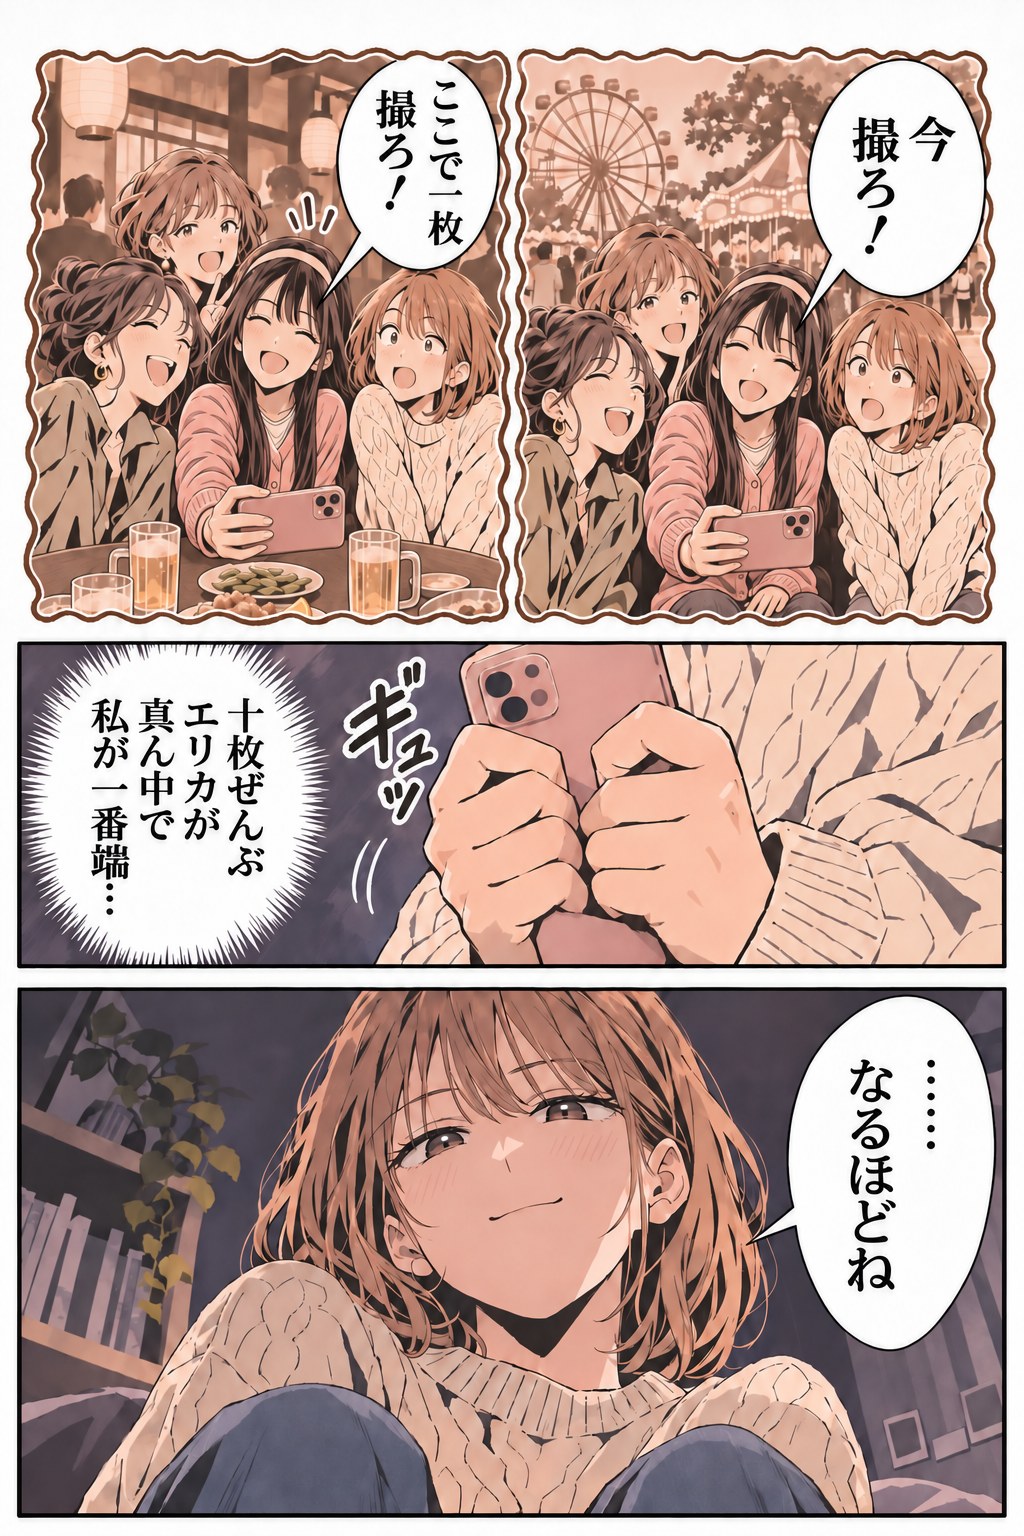 今
撮ろ！
ここで一枚
撮ろ！
十枚ぜんぶ
エリカが
真ん中で
私が一番端…
ギュッ
……
なるほどね